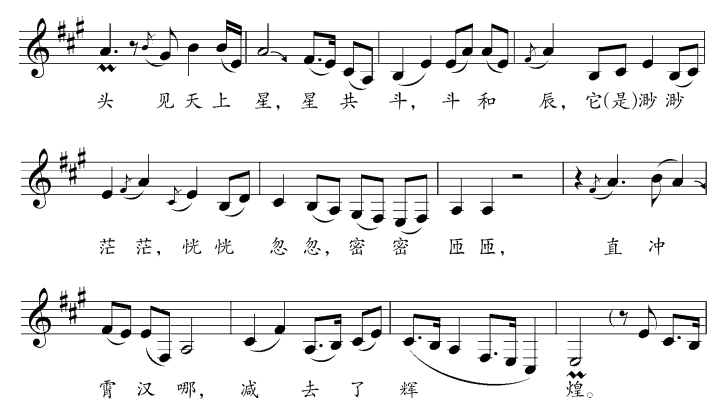 头 见天上 星，星 共 斗，斗 和 辰，它(是)渺 渺
茫 茫，恍 恍 忽 忽，密 密 匝 匝， 直 冲
霄 汉 哪， 减 去 了 辉 煌。